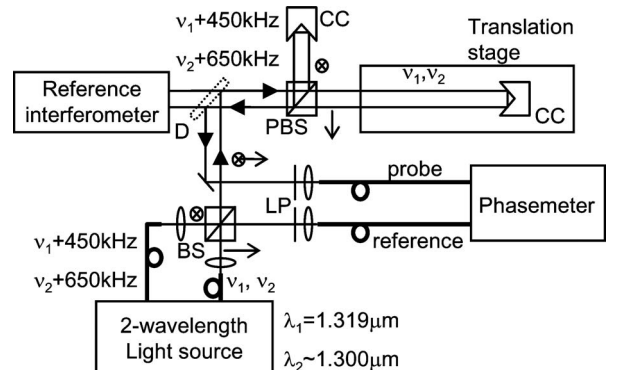 ν₁+450kHz
CC
ν₂+650kHz
Translation
stage
ν₁,ν₂
Reference
interferometer
D
PBS
CC
LP
probe
reference
Phasemeter
ν₁+450kHz
ν₂+650kHz
BS
ν₁, ν₂
2-wavelength
Light source
λ₁=1.319μm
λ₂~1.300μm